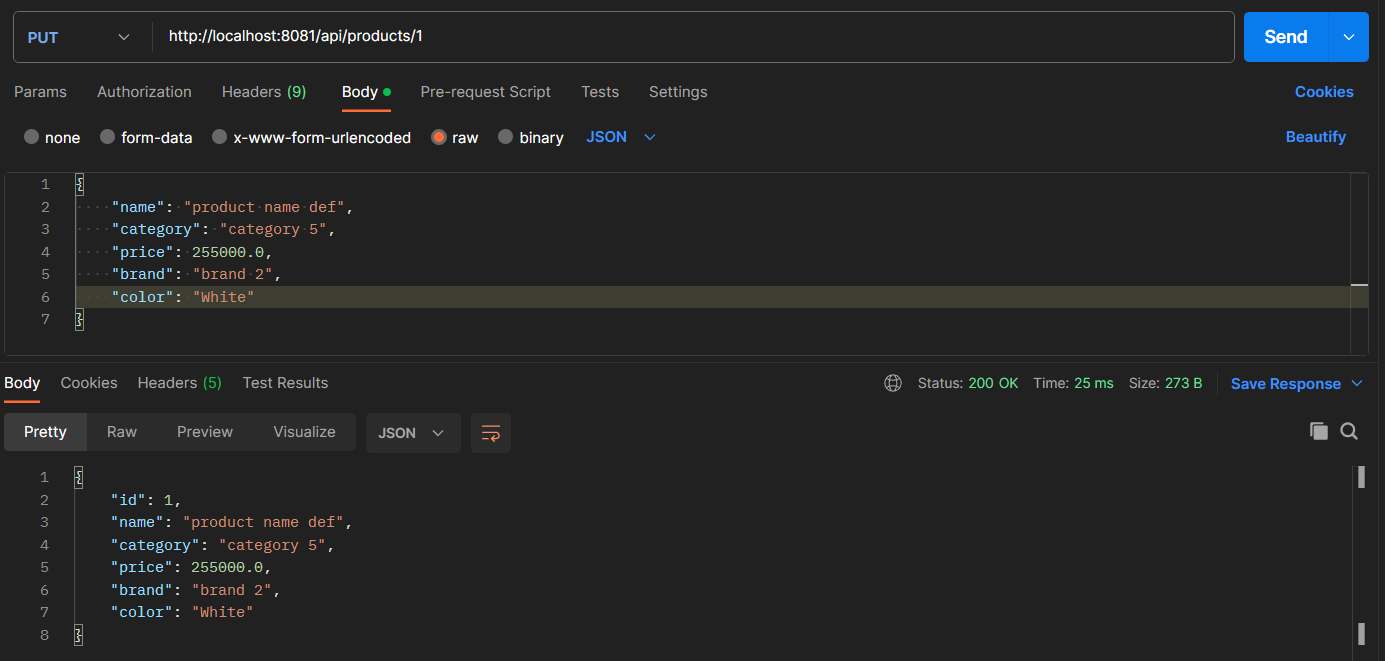 PUT http://localhost:8081/api/products/1 Send
Params Authorization Headers (9) Body Pre-request Script Tests Settings Cookies
none form-data x-www-form-urlencoded raw binary JSON Beautify
1 {
2 "name": "product name def",
3 "category": "category 5",
4 "price": 255000.0,
5 "brand": "brand 2",
6 "color": "White"
7 }
Body Cookies Headers (5) Test Results Status: 200 OK Time: 25 ms Size: 273 B Save Response
Pretty Raw Preview Visualize JSON
1 {
2 "id": 1,
3 "name": "product name def",
4 "category": "category 5",
5 "price": 255000.0,
6 "brand": "brand 2",
7 "color": "White"
8 }